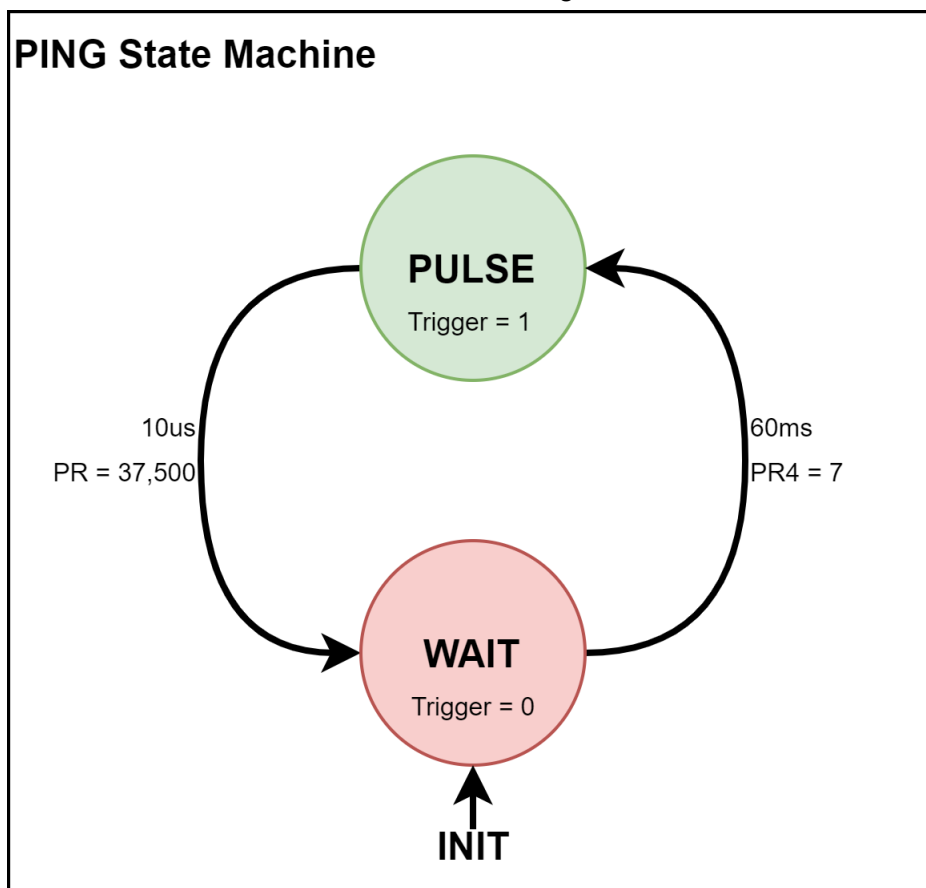 PING State Machine
PULSE
Trigger = 1
10us
PR = 37,500
60ms
PR4 = 7
WAIT
Trigger = 0
INIT